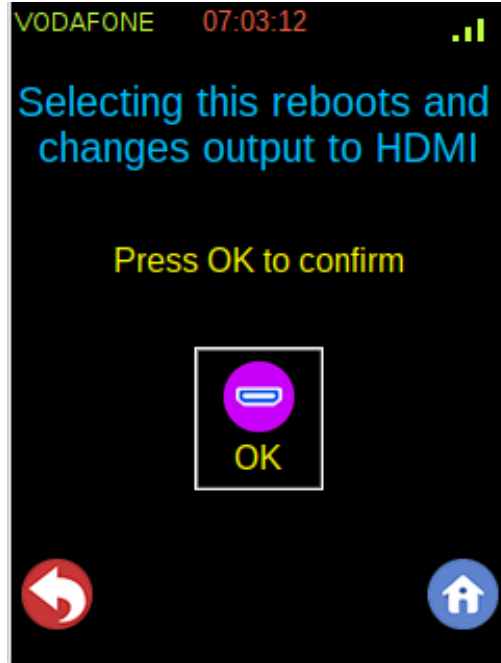 VODAFONE 07:03:12
Selecting this reboots and
changes output to HDMI
Press OK to confirm
OK